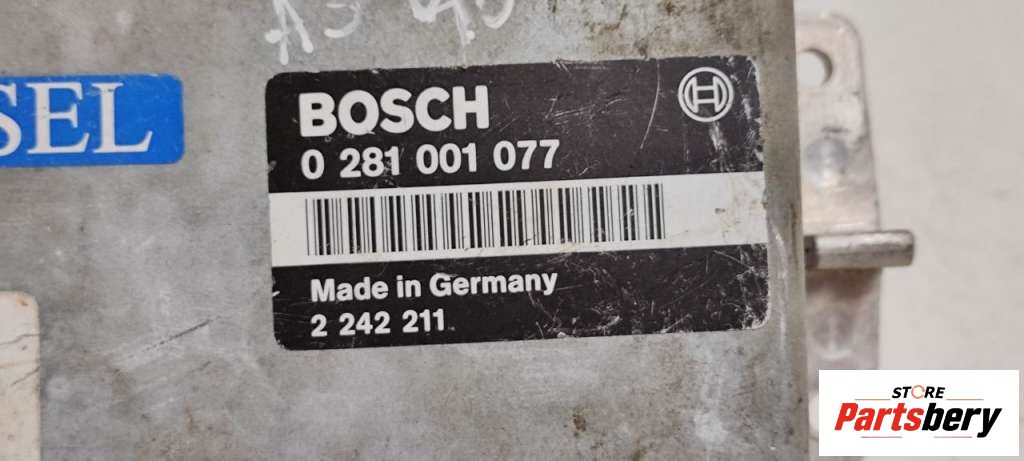 SEL
BOSCH
0 281 001 077
Made in Germany
2 242 211
STORE
Partsbery